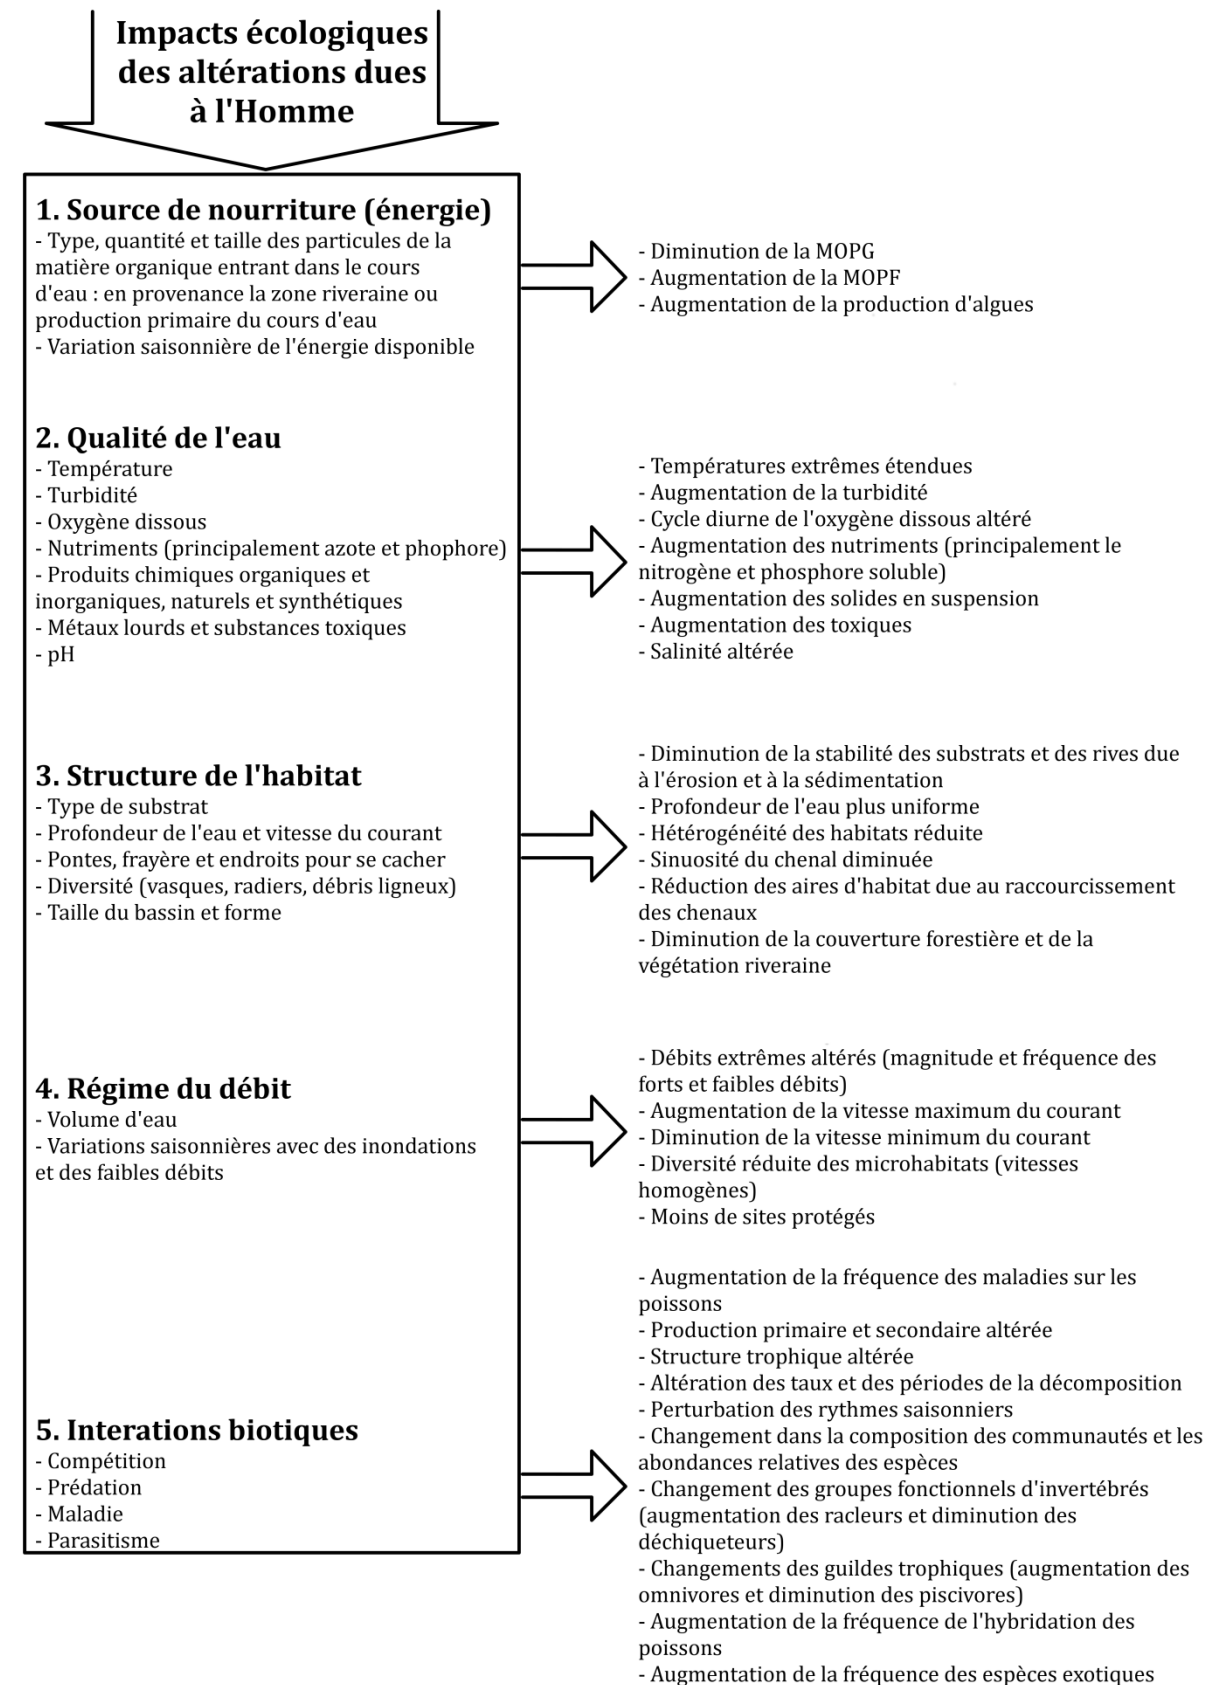 Impacts écologiques
des altérations dues
à l'Homme
1. Source de nourriture (énergie)
- Type, quantité et taille des particules de la
matière organique entrant dans le cours
d'eau : en provenance la zone riveraine ou
production primaire du cours d'eau
- Variation saisonnière de l'énergie disponible
- Diminution de la MOPG
- Augmentation de la MOPF
- Augmentation de la production d'algues
2. Qualité de l'eau
- Température
- Turbidité
- Oxygène dissous
- Nutriments (principalement azote et phophore)
- Produits chimiques organiques et
inorganiques, naturels et synthétiques
- Métaux lourds et substances toxiques
- pH
- Températures extrêmes étendues
- Augmentation de la turbidité
- Cycle diurne de l'oxygène dissous altéré
- Augmentation des nutriments (principalement le
nitrogène et phosphore soluble)
- Augmentation des solides en suspension
- Augmentation des toxiques
- Salinité altérée
3. Structure de l'habitat
- Type de substrat
- Profondeur de l'eau et vitesse du courant
- Pontes, frayère et endroits pour se cacher
- Diversité (vasques, radiers, débris ligneux)
- Taille du bassin et forme
- Diminution de la stabilité des substrats et des rives due
à l'érosion et à la sédimentation
- Profondeur de l'eau plus uniforme
- Hétérogénéité des habitats réduite
- Sinuosité du chenal diminuée
- Réduction des aires d'habitat due au raccourcissement
des chenaux
- Diminution de la couverture forestière et de la
végétation riveraine
4. Régime du débit
- Volume d'eau
- Variations saisonnières avec des inondations
et des faibles débits
- Débits extrêmes altérés (magnitude et fréquence des
forts et faibles débits)
- Augmentation de la vitesse maximum du courant
- Diminution de la vitesse minimum du courant
- Diversité réduite des microhabitats (vitesses
homogènes)
- Moins de sites protégés
5. Interations biotiques
- Compétition
- Prédation
- Maladie
- Parasitisme
- Augmentation de la fréquence des maladies sur les
poissons
- Production primaire et secondaire altérée
- Structure trophique altérée
- Altération des taux et des périodes de la décomposition
- Perturbation des rythmes saisonniers
- Changement dans la composition des communautés et les
abondances relatives des espèces
- Changement des groupes fonctionnels d'invertébrés
(augmentation des racleurs et diminution des
déchiqueteurs)
- Changements des guildes trophiques (augmentation des
omnivores et diminution des piscivores)
- Augmentation de la fréquence de l'hybridation des
poissons
- Augmentation de la fréquence des espèces exotiques